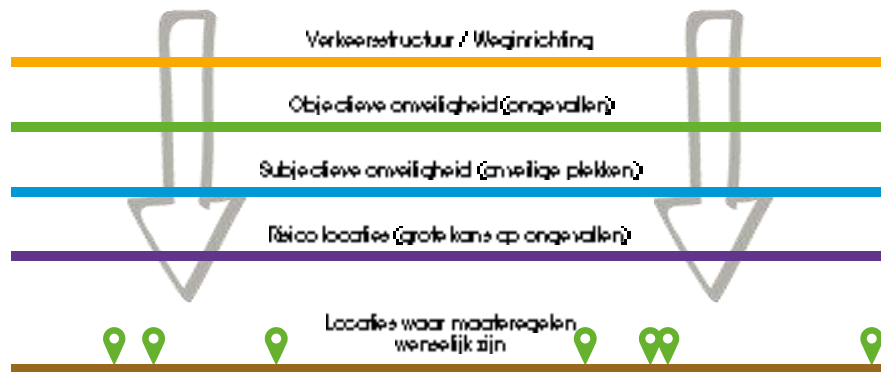 Verkeersstructuur / Weginrichting
Objectieve onveiligheid (ongevallen)
Subjectieve onveiligheid (onveilige plekken)
Risico locaties (grote kans op ongevallen)
Locaties waar maatregelen
wenselijk zijn